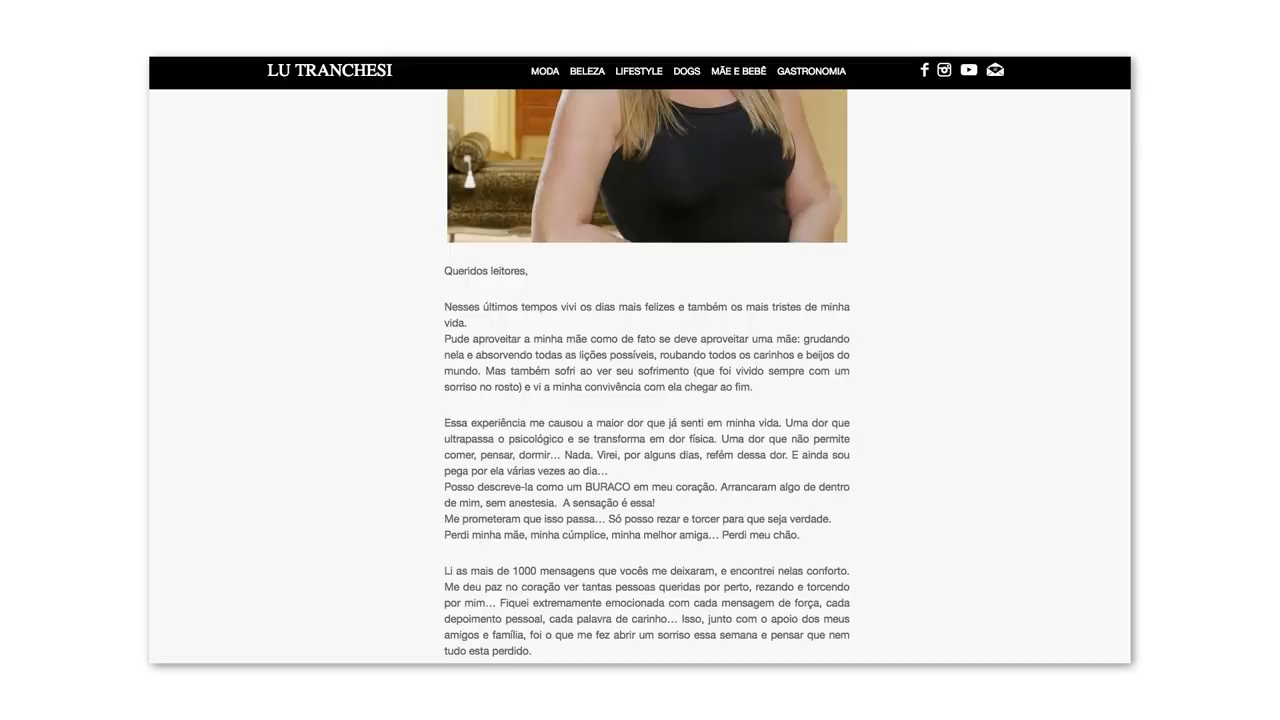 LU TRANCHESI
MODA BELEZA LIFESTYLE DOGS MÃE E BEBÊ GASTRONOMIA
Queridos leitores,
Nesses últimos tempos vivi os dias mais felizes e também os mais tristes de minha
vida.
Pude aproveitar a minha mãe como de fato se deve aproveitar uma mãe: grudando
nela e absorvendo todas as lições possíveis, roubando todos os carinhos e beijos do
mundo. Mas também sofri ao ver seu sofrimento (que foi vivido sempre com um
sorriso no rosto) e vi a minha convivência com ela chegar ao fim.
Essa experiência me causou a maior dor que já senti em minha vida. Uma dor que
ultrapassa o psicológico e se transforma em dor física. Uma dor que não permite
comer, pensar, dormir… Nada. Virei, por alguns dias, refém dessa dor. E ainda sou
pega por ela várias vezes ao dia…
Posso descreve-la como um BURACO em meu coração. Arrancaram algo de dentro
de mim, sem anestesia.  A sensação é essa!
Me prometeram que isso passa… Só posso rezar e torcer para que seja verdade.
Perdi minha mãe, minha cúmplice, minha melhor amiga… Perdi meu chão.
Li as mais de 1000 mensagens que vocês me deixaram, e encontrei nelas conforto.
Me deu paz no coração ver tantas pessoas queridas por perto, rezando e torcendo
por mim… Fiquei extremamente emocionada com cada mensagem de força, cada
depoimento pessoal, cada palavra de carinho… Isso, junto com o apoio dos meus
amigos e família, foi o que me fez abrir um sorriso essa semana e pensar que nem
tudo esta perdido.